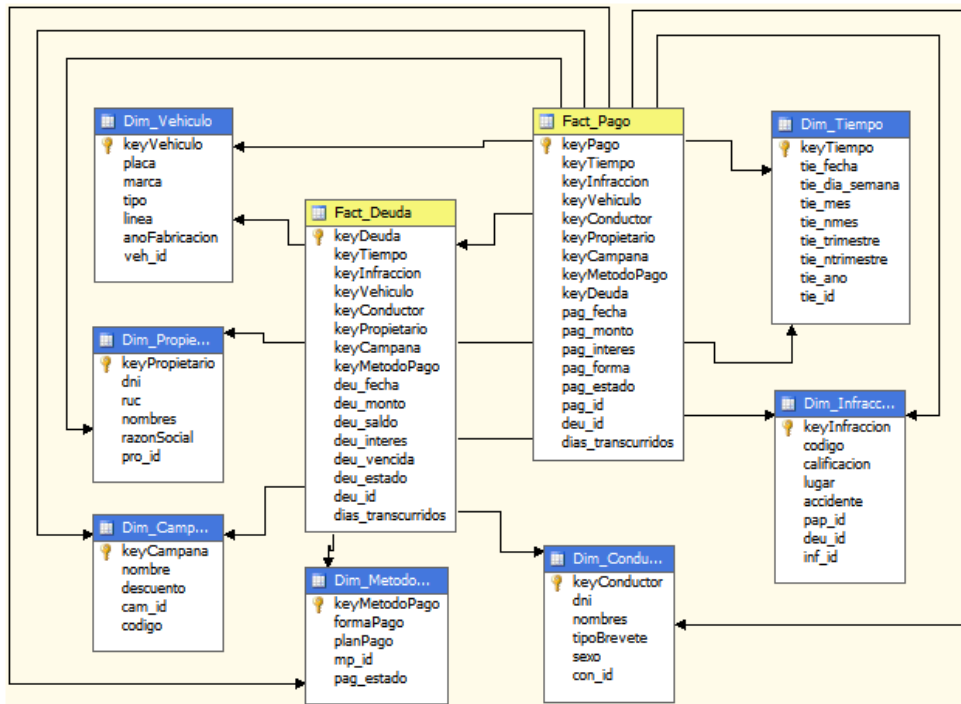 Dim_Vehiculo
keyVehiculo
placa
marca
tipo
linea
anoFabricacion
veh_id
Fact_Pago
keyPago
keyTiempo
keyInfraccion
keyVehiculo
keyConductor
keyPropietario
keyCampana
keyMetodoPago
keyDeuda
pag_fecha
pag_monto
pag_interes
pag_forma
pag_estado
pag_id
deu_id
dias_transcurridos
Dim_Tiempo
keyTiempo
tie_fecha
tie_dia_semana
tie_mes
tie_nmes
tie_trimestre
tie_ntrimestre
tie_ano
tie_id
Fact_Deuda
keyDeuda
keyTiempo
keyInfraccion
keyVehiculo
keyConductor
keyPropietario
keyCampana
keyMetodoPago
deu_fecha
deu_monto
deu_saldo
deu_interes
deu_vencida
deu_estado
deu_id
dias_transcurridos
Dim_Propie...
keyPropietario
dni
ruc
nombres
razonSocial
pro_id
Dim_Infracc...
keyInfraccion
codigo
calificacion
lugar
accidente
pap_id
deu_id
inf_id
Dim_Camp...
keyCampana
nombre
descuento
cam_id
codigo
Dim_Metodo...
keyMetodoPago
formaPago
planPago
mp_id
pag_estado
Dim_Condu...
keyConductor
dni
nombres
tipoBrevete
sexo
con_id